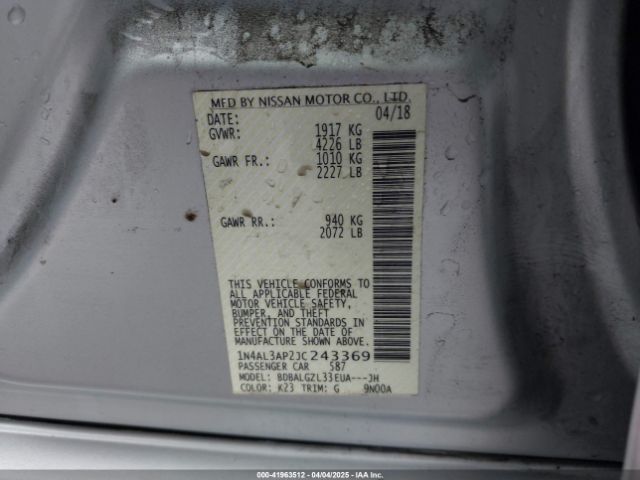 MFD BY NISSAN MOTOR CO., LTD.
DATE: 04/18
GVWR: 1917 KG
4226 LB
GAWR FR.: 1010 KG
2227 LB
GAWR RR.: 940 KG
2072 LB
THIS VEHICLE CONFORMS TO
ALL APPLICABLE FEDERAL
MOTOR VEHICLE SAFETY,
BUMPER, AND THEFT
PREVENTION STANDARDS IN
EFFECT ON THE DATE OF
MANUFACTURE SHOWN ABOVE.
1N4AL3AP2JC243369
PASSENGER CAR 587
MODEL: BDBALGZL33EUA---JH
COLOR: K23 TRIM: G 9N00A
000-41963512 - 04/04/2025 - IAA Inc.